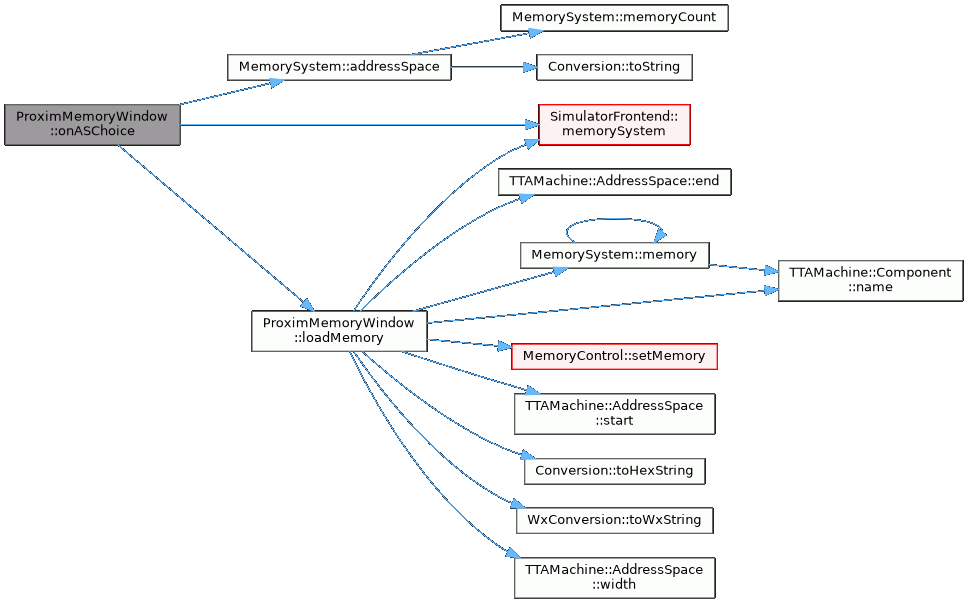 MemorySystem::memoryCount
MemorySystem::addressSpace
Conversion::toString
ProximMemoryWindow
::onASChoice
SimulatorFrontend::
memorySystem
TTAMachine::AddressSpace::end
MemorySystem::memory
TTAMachine::Component
::name
ProximMemoryWindow
::loadMemory
MemoryControl::setMemory
TTAMachine::AddressSpace
::start
Conversion::toHexString
WxConversion::toWxString
TTAMachine::AddressSpace
::width